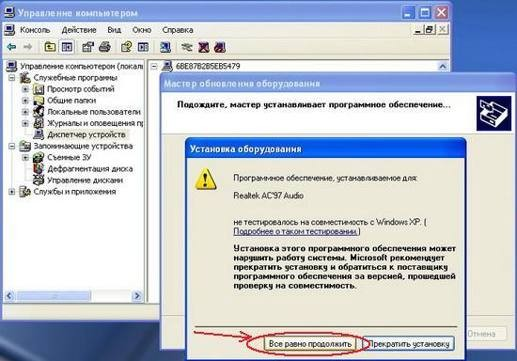 Управление компьютером
Консоль Действие Вид Окно Справка
Управление компьютером (локал
Служебные программы
Просмотр событий
Общие папки
Локальные пользователи
Журналы и оповещения пр
Диспетчер устройств
Запоминающие устройства
Съемные ЗУ
Дефрагментация диска
Управление дисками
Службы и приложения
6BE87B2B5EB5479
Мастер обновления оборудования
Подождите, мастер устанавливает программное обеспечение...
Установка оборудования
Программное обеспечение, устанавливаемое для:
Realtek AC'97 Audio
не тестировалось на совместимость с Windows XP. (
Подробнее о таком тестировании.)
Установка этого программного обеспечения может
нарушить работу системы. Microsoft рекомендует
прекратить установку и обратиться к поставщику
программного обеспечения за версией, прошедшей
проверку на совместимость.
Все равно продолжить
Прекратить установку
Отмена